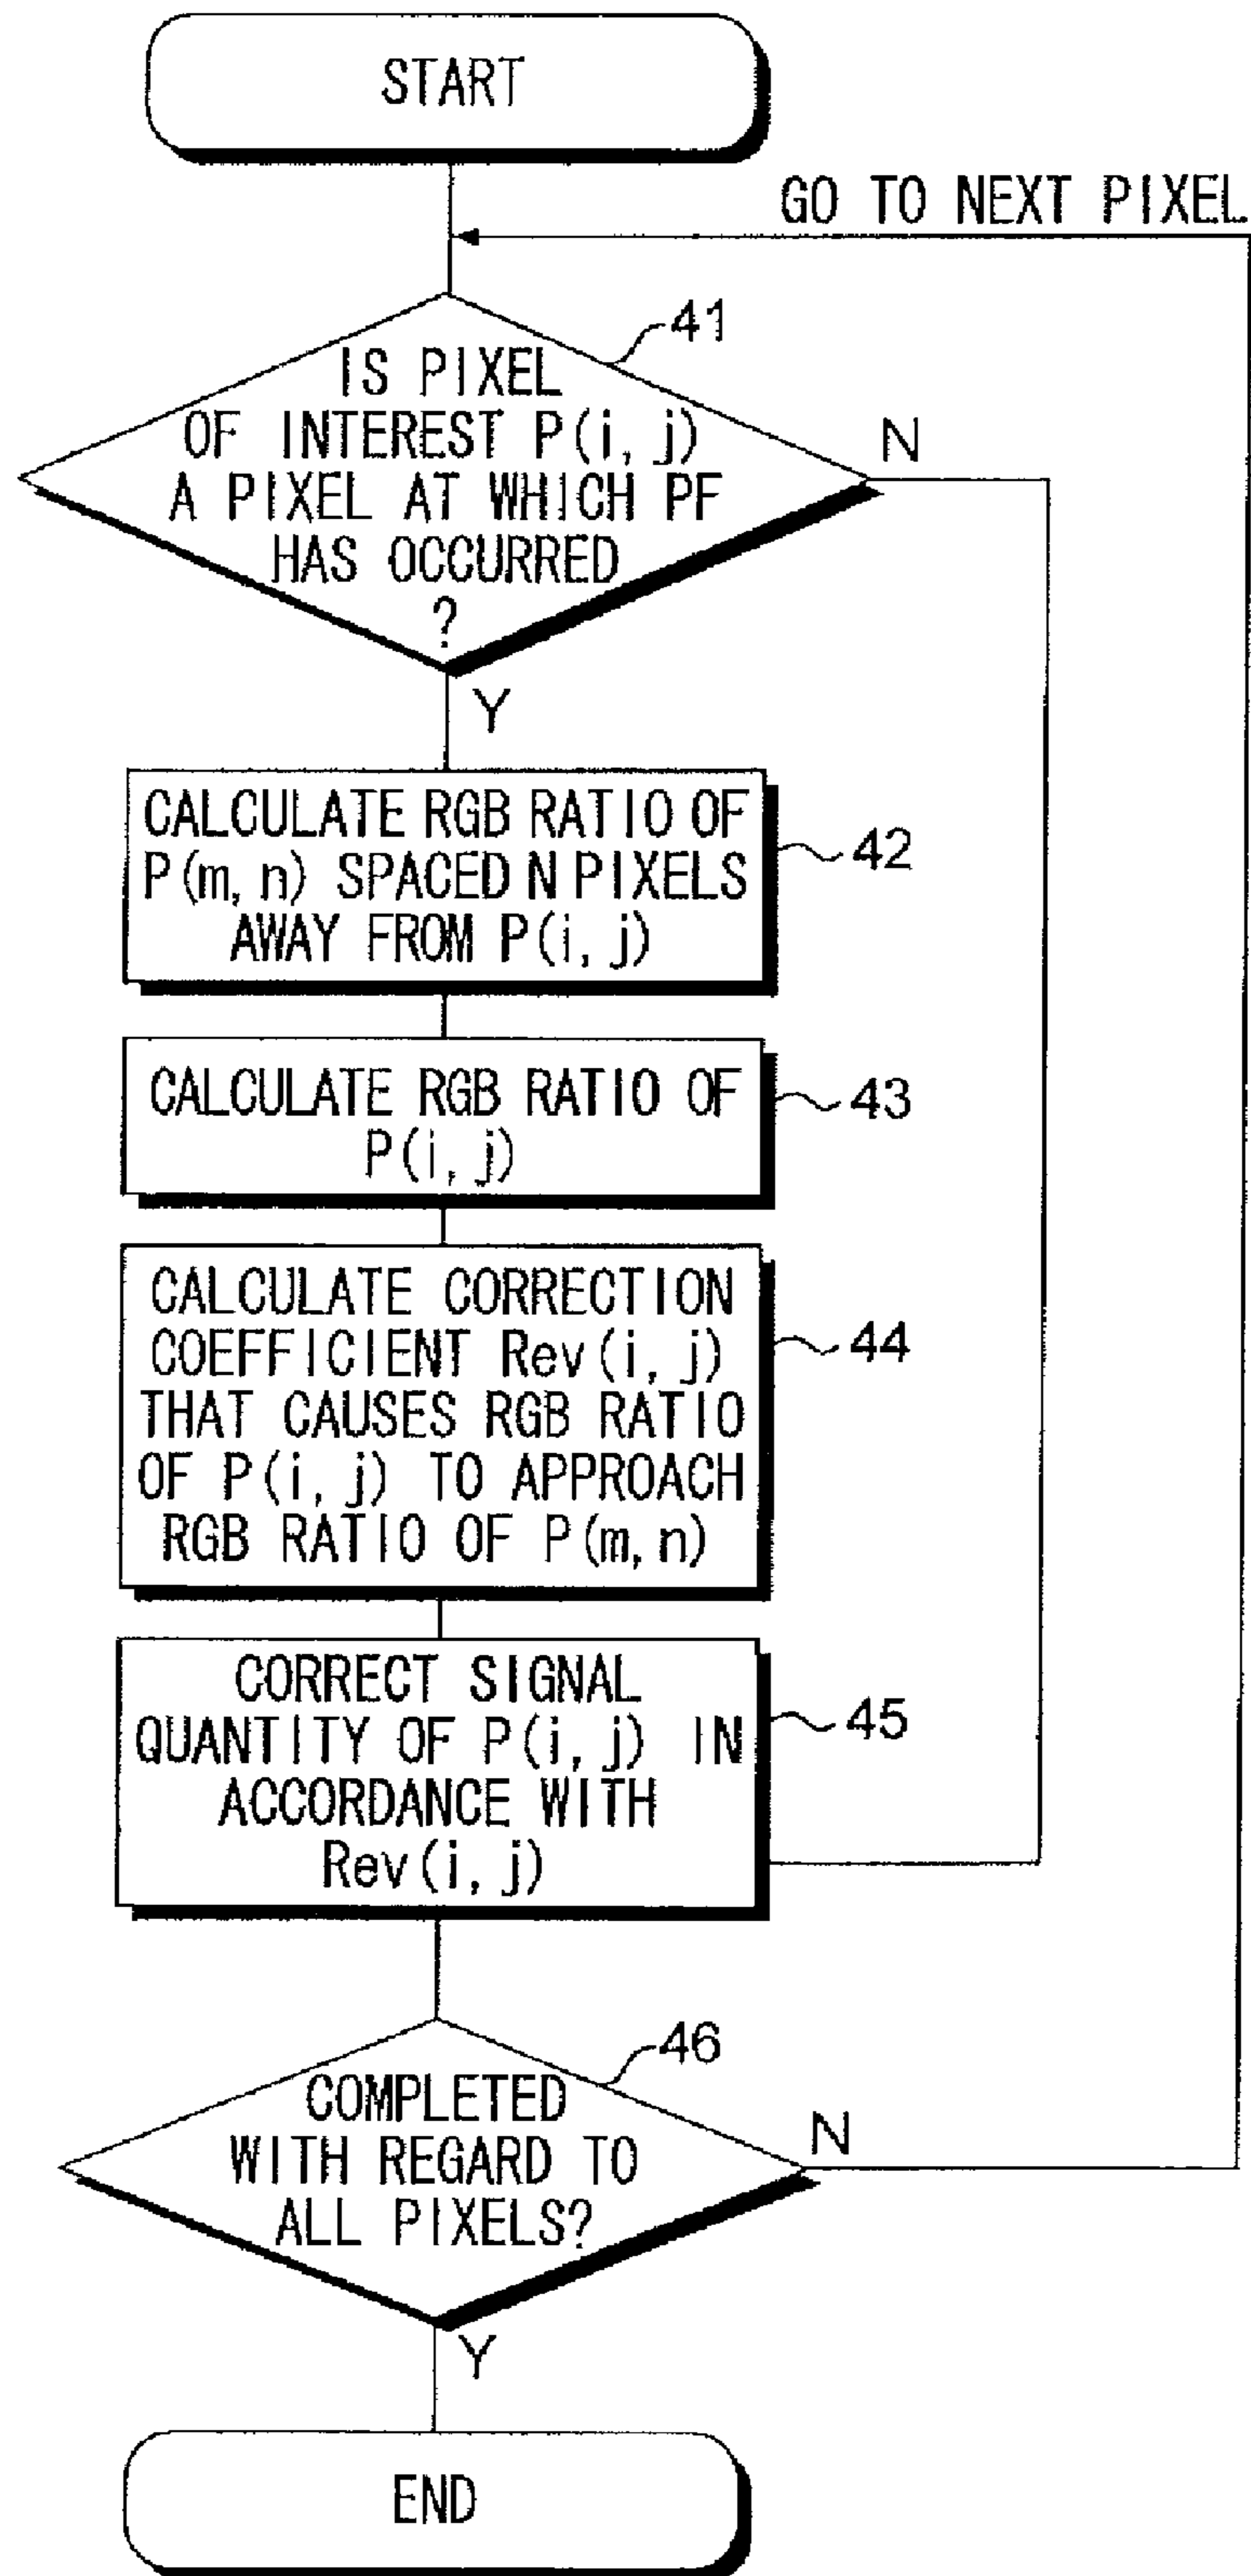 START
GO TO NEXT PIXEL
41
IS PIXEL
OF INTEREST P(i, j)
A PIXEL AT WHICH PF
HAS OCCURRED
?
N
Y
CALCULATE RGB RATIO OF
P(m, n) SPACED N PIXELS
AWAY FROM P(i, j)
42
CALCULATE RGB RATIO OF
P(i, j)
43
CALCULATE CORRECTION
COEFFICIENT Rev(i, j)
THAT CAUSES RGB RATIO
OF P(i, j) TO APPROACH
RGB RATIO OF P(m, n)
44
CORRECT SIGNAL
QUANTITY OF P(i, j) IN
ACCORDANCE WITH
Rev(i, j)
45
46
COMPLETED
WITH REGARD TO
ALL PIXELS?
N
Y
END